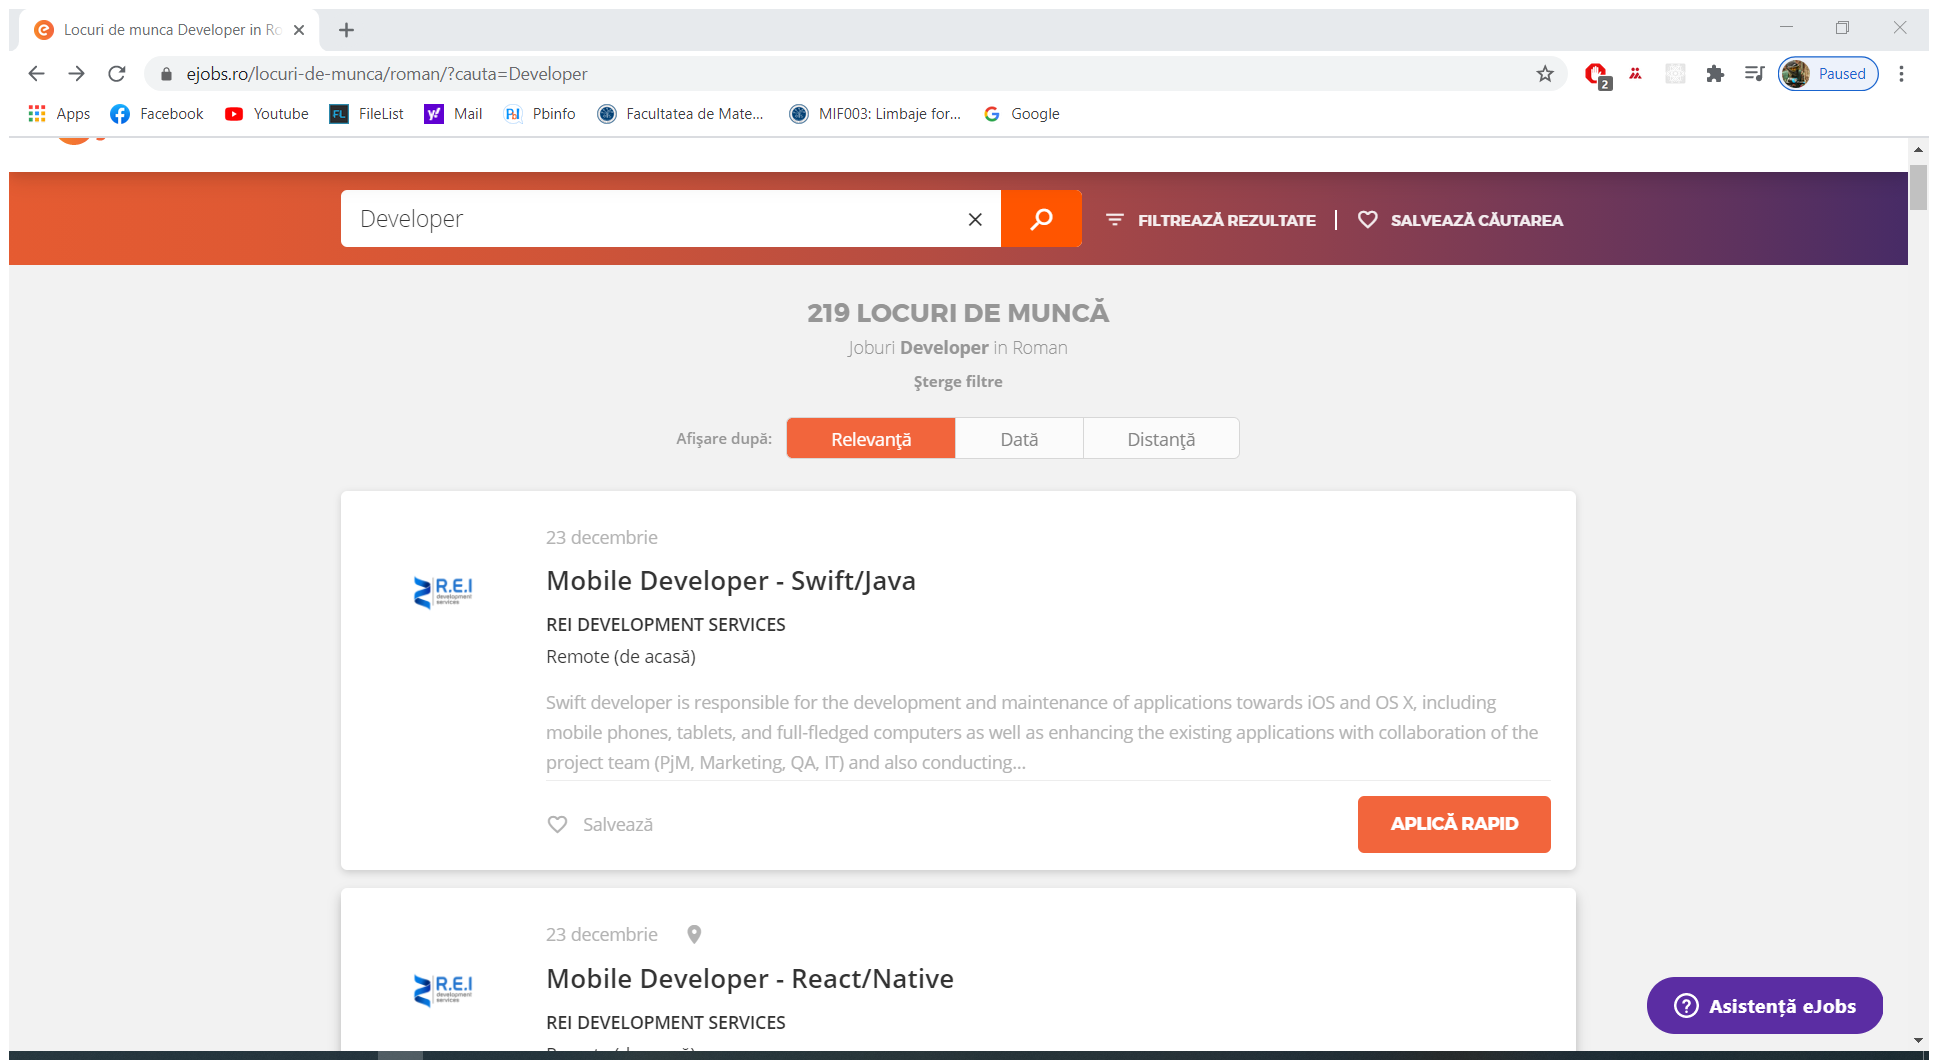 Locuri de munca Developer in Ro
ejobs.ro/locuri-de-munca/roman/?cauta=Developer
2
Paused
Apps
Facebook
Youtube
FL
FileList
y!
Mail
Pbinfo
Facultatea de Mate...
MIF003: Limbaje for...
Google
Developer
FILTREAZĂ REZULTATE
SALVEAZĂ CĂUTAREA
219 LOCURI DE MUNCĂ
Joburi Developer in Roman
Şterge filtre
Afişare după:
Relevanţă
Dată
Distanţă
23 decembrie
R.E.I
development
services
Mobile Developer - Swift/Java
REI DEVELOPMENT SERVICES
Remote (de acasă)
Swift developer is responsible for the development and maintenance of applications towards iOS and OS X, including
mobile phones, tablets, and full-fledged computers as well as enhancing the existing applications with collaboration of the
project team (PjM, Marketing, QA, IT) and also conducting...
Salvează
APLICĂ RAPID
23 decembrie
R.E.I
development
services
Mobile Developer - React/Native
REI DEVELOPMENT SERVICES
Asistență eJobs